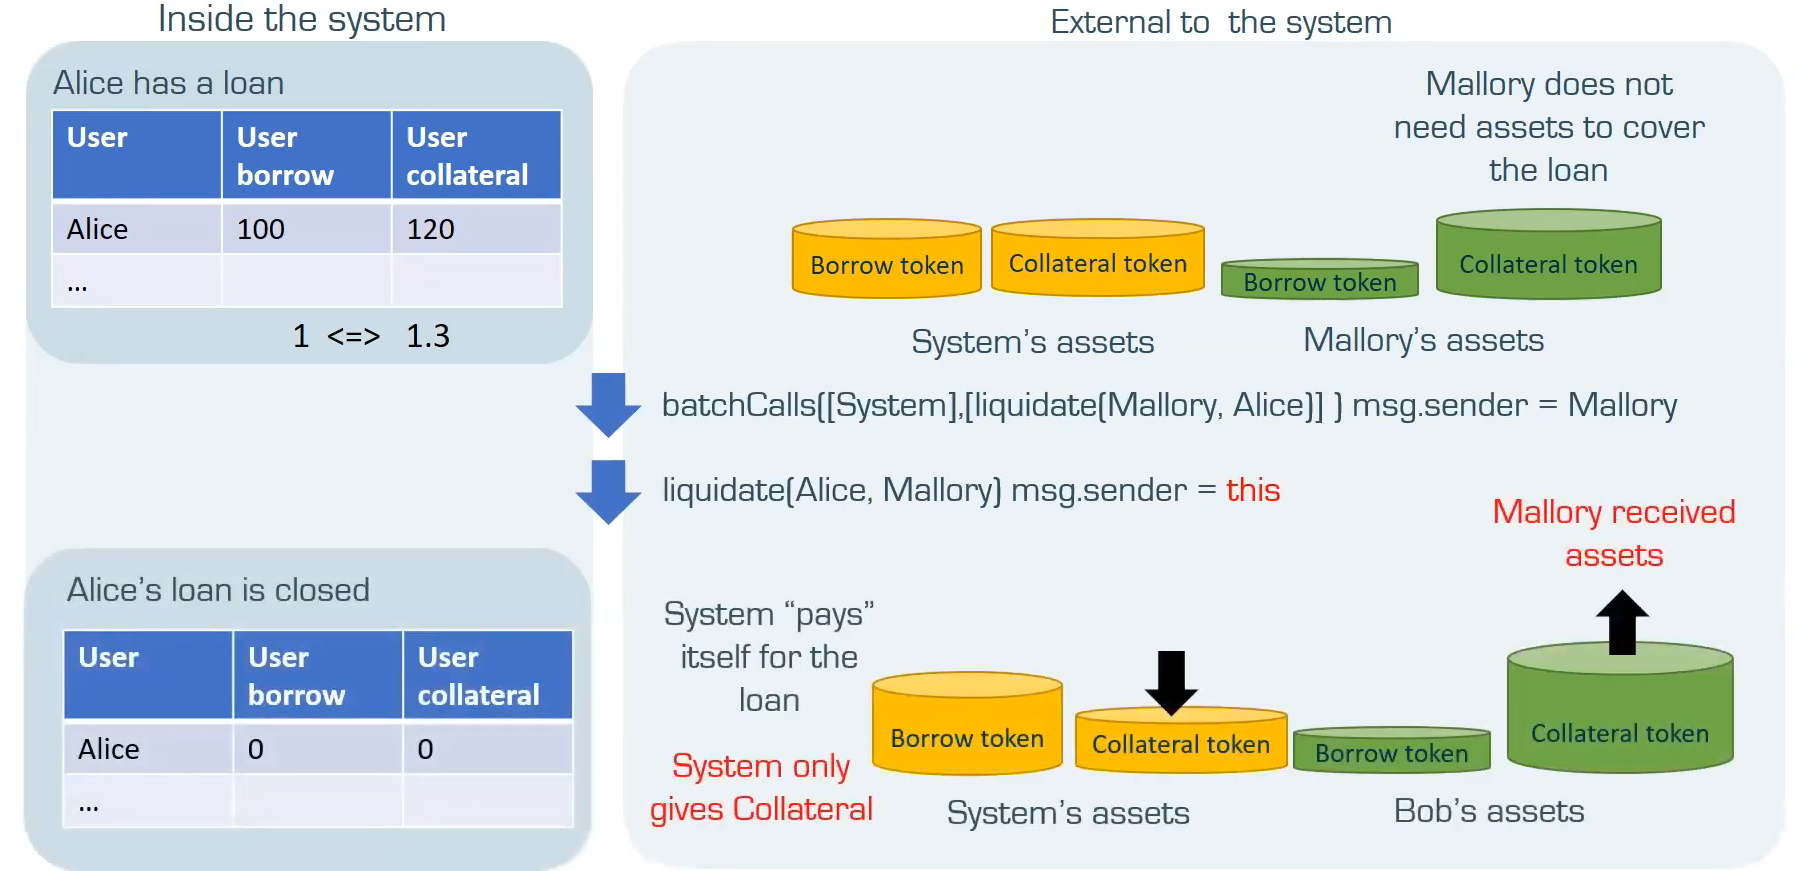 Inside the system
External to the system
Alice has a loan
User
User borrow
User collateral
Alice
100
120
...
1 <=> 1.3
Mallory does not
need assets to cover
the loan
Borrow token
Collateral token
Borrow token
Collateral token
System's assets
Mallory's assets
batchCalls([System],[liquidate(Mallory, Alice)] ) msg.sender = Mallory
liquidate(Alice, Mallory) msg.sender = this
Mallory received
assets
Alice's loan is closed
User
User borrow
User collateral
Alice
0
0
...
System “pays”
itself for the
loan
System only
gives Collateral
Borrow token
Collateral token
Borrow token
Collateral token
System's assets
Bob's assets